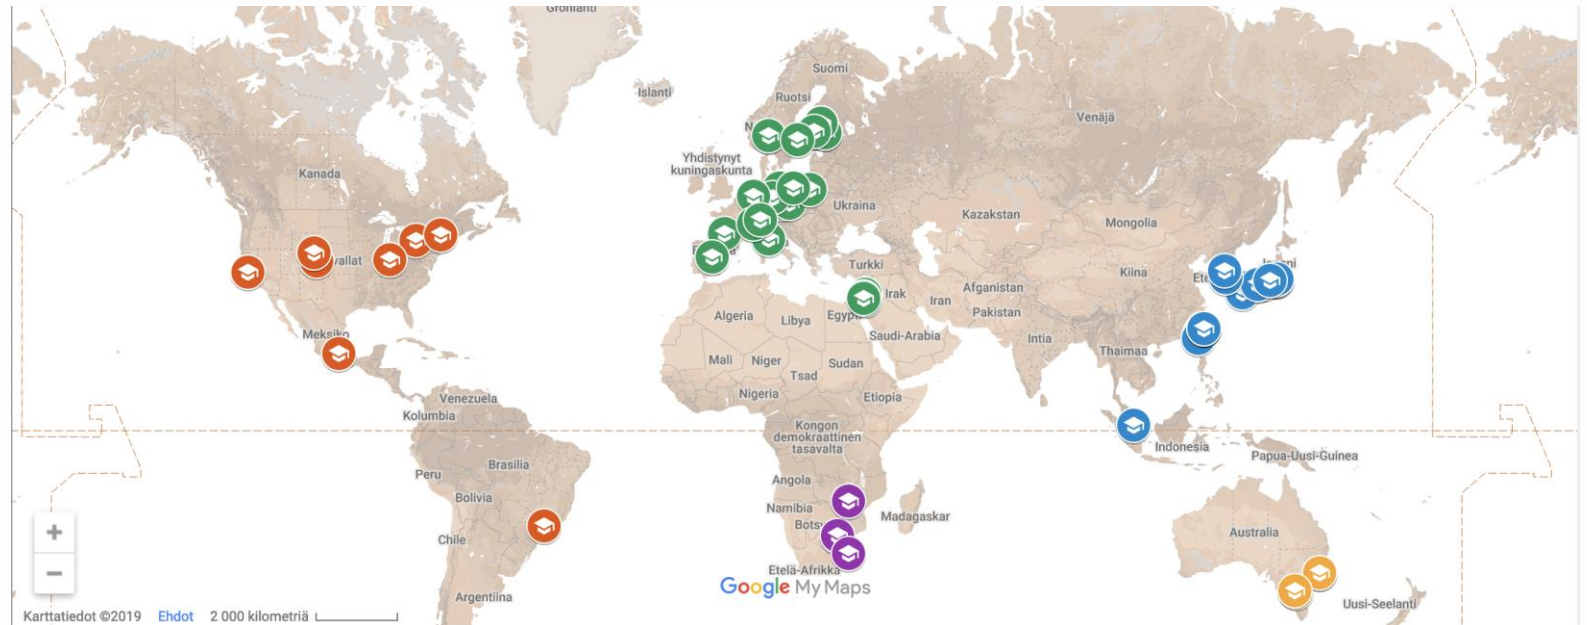 Grönlanti
Suomi
Islanti
Ruotsi
Venäjä
Yhdistynyt
kuningaskunta
Kanada
Ukraina
Kazakstan
Mongolia
vallat
Turkki
Kiina
Irak
Iran
Afganistan
Pakistan
Algeria
Libya
Egypti
Saudi-Arabia
Intia
Meksiko
Mali
Niger
Tsad
Sudan
Thaimaa
Nigeria
Etiopia
Venezuela
Kolumbia
Kongon
demokraattinen
tasavalta
Indonesia
Papua-Uusi-Guinea
Peru
Brasilia
Angola
Bolivia
Namibia
Botsw
Madagaskar
Australia
Chile
Etelä-Afrikka
Google My Maps
Argentiina
Uusi-Seelanti
Karttatiedot ©2019 Ehdot 2 000 kilometriä